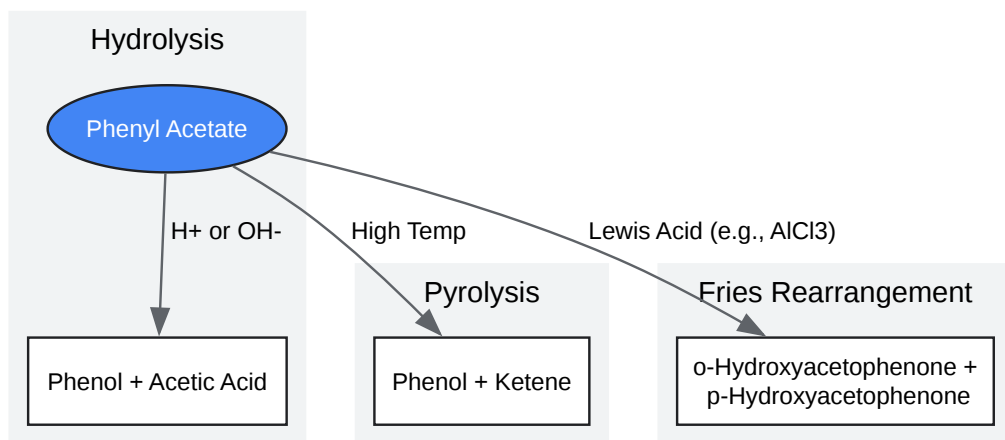 Hydrolysis
Phenyl Acetate
H+ or OH-
High Temp
Lewis Acid (e.g., AlCl3)
Pyrolysis
Fries Rearrangement
Phenol + Acetic Acid
Phenol + Ketene
o-Hydroxyacetophenone +
p-Hydroxyacetophenone